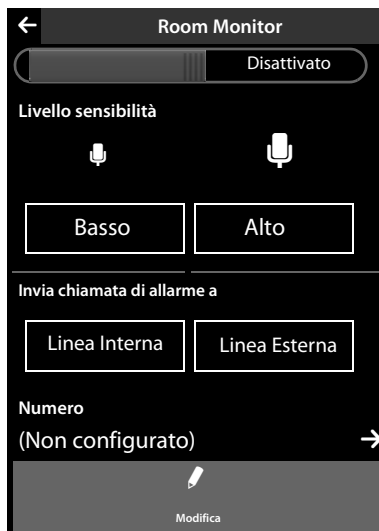 Room Monitor
Disattivato
Livello sensibilità
Basso Alto
Invia chiamata di allarme a
Linea Interna Linea Esterna
Numero
(Non configurato)
Modifica